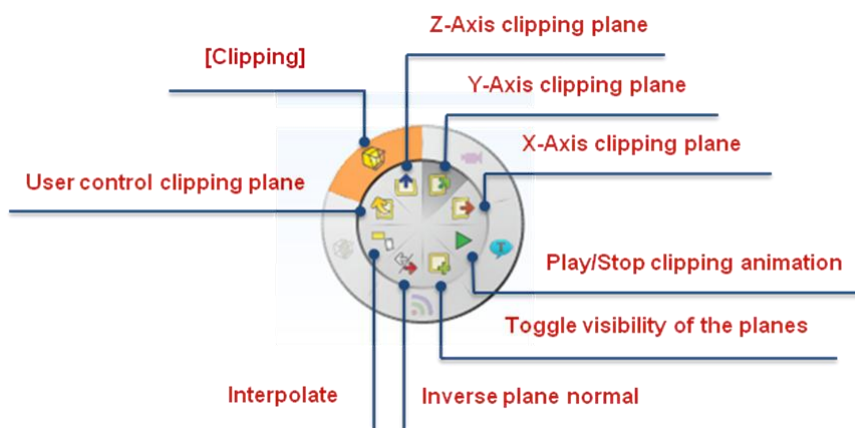 Z-Axis clipping plane
[Clipping]
Y-Axis clipping plane
X-Axis clipping plane
User control clipping plane
Play/Stop clipping animation
Toggle visibility of the planes
Interpolate
Inverse plane normal